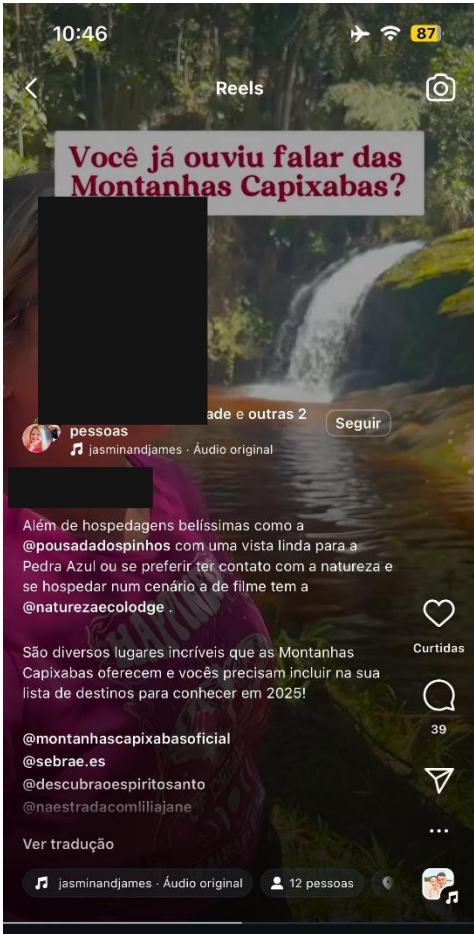 10:46
87
Reels
Você já ouviu falar das
Montanhas Capixabas?
ade e outras 2
pessoas
Seguir
jasminandjames · Áudio original
Além de hospedagens belíssimas como a
@pousadadospinhos com uma vista linda para a
Pedra Azul ou se preferir ter contato com a natureza e
se hospedar num cenário a de filme tem a
@naturezaecolodge .
São diversos lugares incríveis que as Montanhas
Capixabas oferecem e vocês precisam incluir na sua
lista de destinos para conhecer em 2025!
@montanhascapixabasoficial
@sebrae.es
@descubraoespiritosanto
@naestradacomliliajane
Curtidas
39
Ver tradução
jasminandjames · Áudio original
12 pessoas